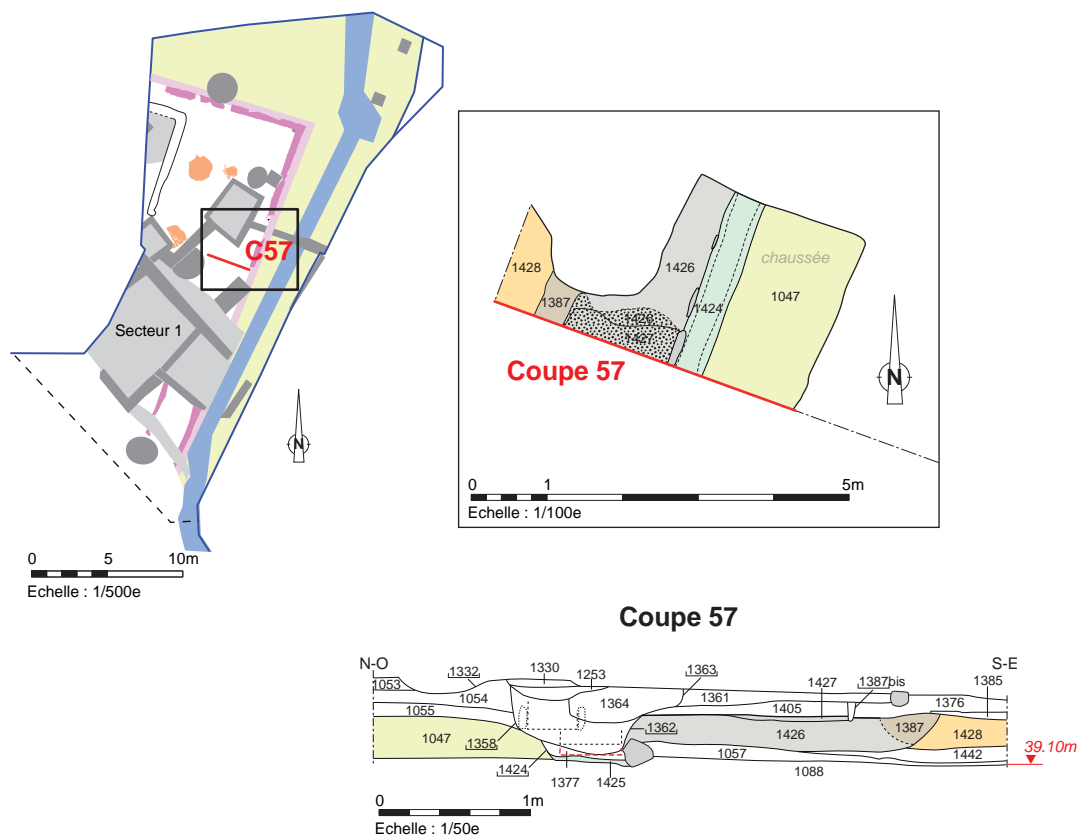 C57
Secteur 1
N
0 5 10m
Echelle : 1/500e
1428
1387
1426
1426
1427
1424
chaussée
1047
Coupe 57
N
0 1 5m
Echelle : 1/100e
Coupe 57
N-O
S-E
1053
1332
1330
1253
1363
1427
1387bis
1385
1054
1364
1361
1376
1055
1405
1047
1358
1362
1426
1387
1428
1442
39.10m
1424
1377
1425
1057
1088
0 1m
Echelle : 1/50e